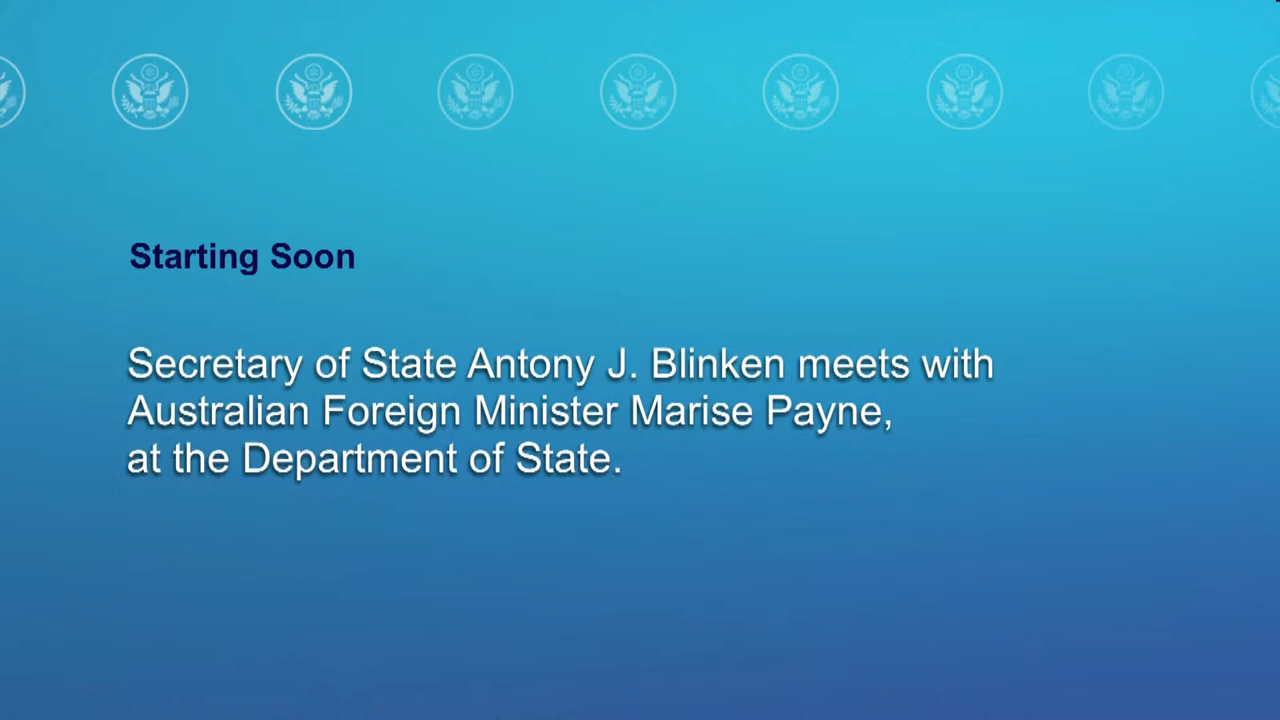 Starting Soon
Secretary of State Antony J. Blinken meets with
Australian Foreign Minister Marise Payne,
at the Department of State.